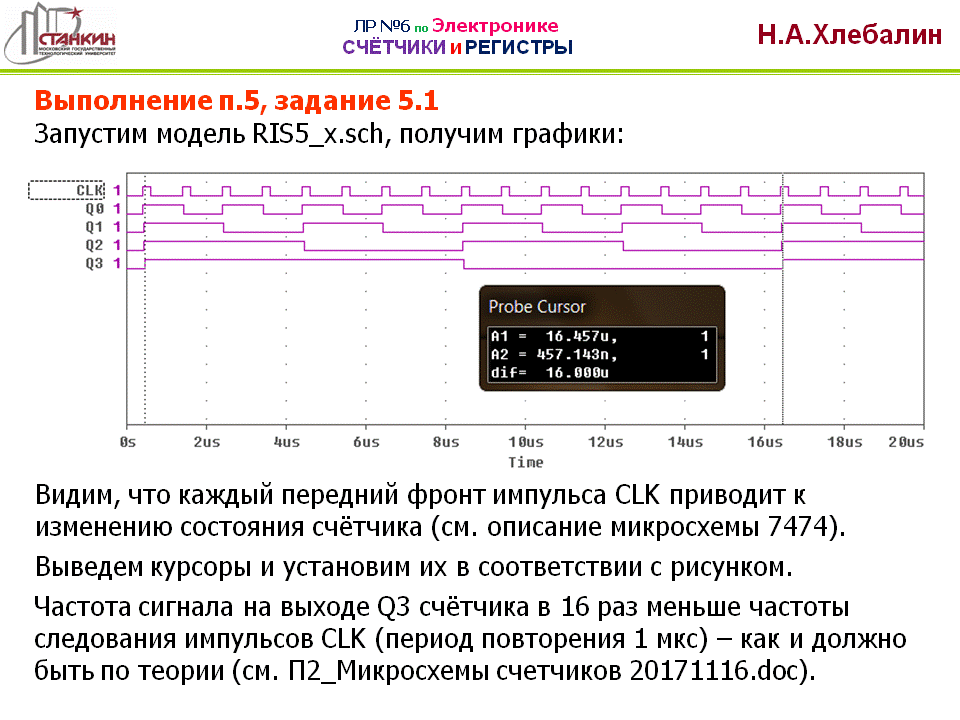 СТАНКИН
МОСКОВСКИЙ ГОСУДАРСТВЕННЫЙ
ТЕХНОЛОГИЧЕСКИЙ УНИВЕРСИТЕТ
ЛР №6 по Электронике
СЧЁТЧИКИ и РЕГИСТРЫ
Н.А.Хлебалин
Выполнение п.5, задание 5.1
Запустим модель RIS5_x.sch, получим графики:
CLK 1
Q0 1
Q1 1
Q2 1
Q3 1
Probe Cursor
A1 = 16.457u, 1
A2 = 457.143n, 1
dif= 16.000u
0s 2us 4us 6us 8us 10us 12us 14us 16us 18us 20us
Time
Видим, что каждый передний фронт импульса CLK приводит к
изменению состояния счётчика (см. описание микросхемы 7474).
Выведем курсоры и установим их в соответствии с рисунком.
Частота сигнала на выходе Q3 счётчика в 16 раз меньше частоты
следования импульсов CLK (период повторения 1 мкс) – как и должно
быть по теории (см. П2_Микросхемы счетчиков 20171116.doc).